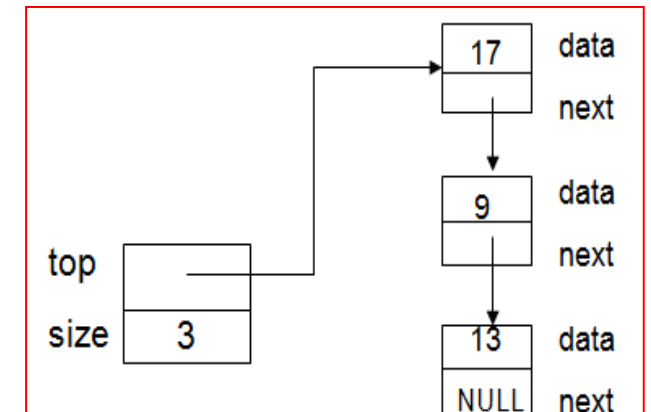 17 data
next
9 data
next
top
size 3
13 data
NULL next